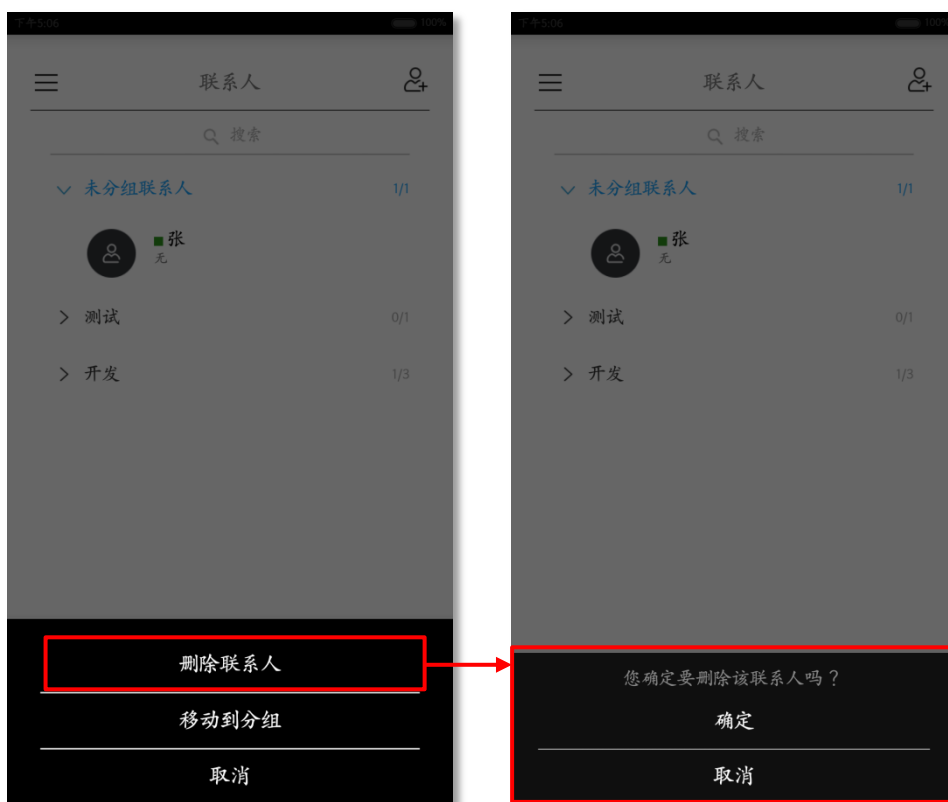 下午5:06 100%
联系人
搜索
未分组联系人 1/1
张
无
测试 0/1
开发 1/3
删除联系人
移动到分组
取消
下午5:06 100%
联系人
搜索
未分组联系人 1/1
张
无
测试 0/1
开发 1/3
您确定要删除该联系人吗？
确定
取消